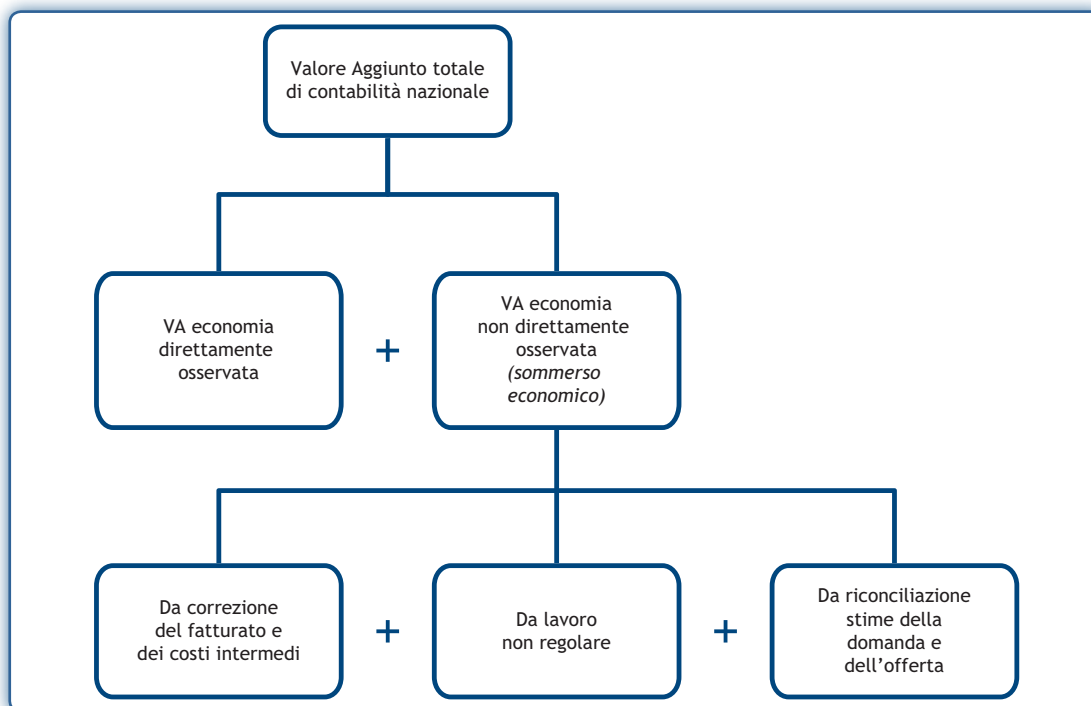 Valore Aggiunto totale
di contabilità nazionale
VA economia
direttamente
osservata
+
VA economia
non direttamente
osservata
(sommerso
economico)
Da correzione
del fatturato e
dei costi intermedi
+
Da lavoro
non regolare
+
Da riconciliazione
stime della
domanda e
dell’offerta